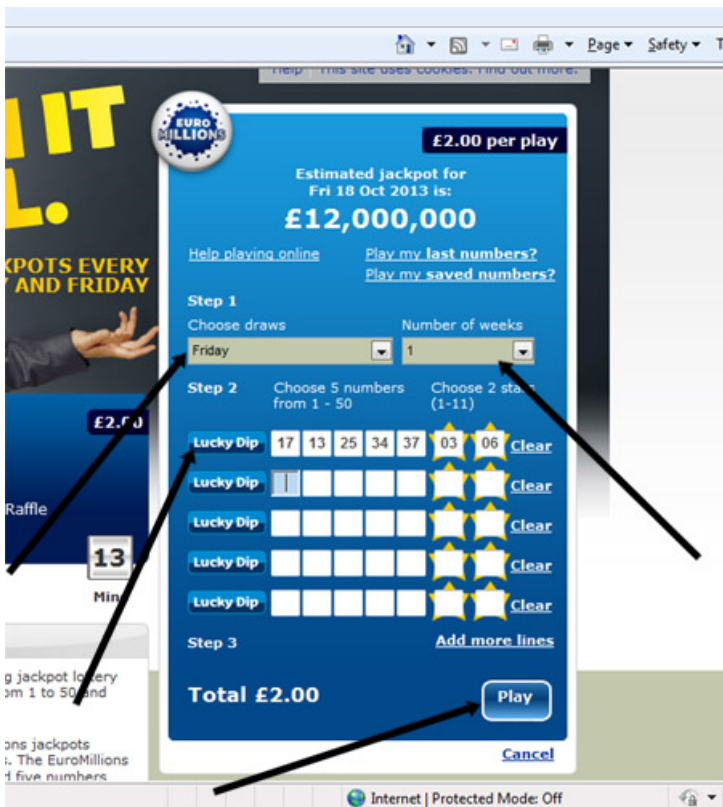 Page Safety
Help This site uses cookies. Find out more.
IT
L.
KPOTS EVERY
AND FRIDAY
£2.00
Raffle
13
Min
g jackpot lottery
om 1 to 50 and
ons jackpots
s. The EuroMillions
d five numbers
EURO
MILLIONS
£2.00 per play
Estimated jackpot for
Fri 18 Oct 2013 is:
£12,000,000
Help playing online Play my last numbers?
Play my saved numbers?
Step 1
Choose draws Number of weeks
Friday 1
Step 2 Choose 5 numbers Choose 2 stars
from 1 - 50 (1-11)
Lucky Dip 17 13 25 34 37 03 06 Clear
Lucky Dip Clear
Lucky Dip Clear
Lucky Dip Clear
Lucky Dip Clear
Step 3 Add more lines
Total £2.00 Play
Cancel
Internet | Protected Mode: Off